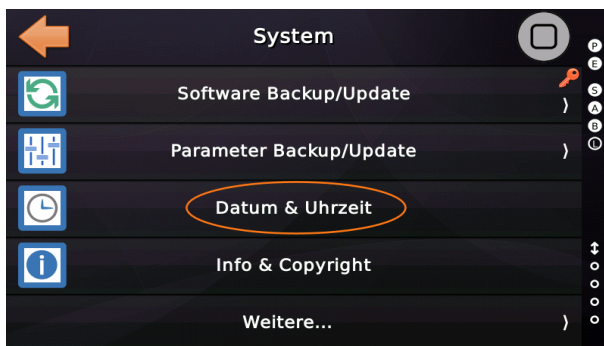 System
Software Backup/Update
Parameter Backup/Update
Datum & Uhrzeit
Info & Copyright
Weitere...
P
E
S
A
B
L